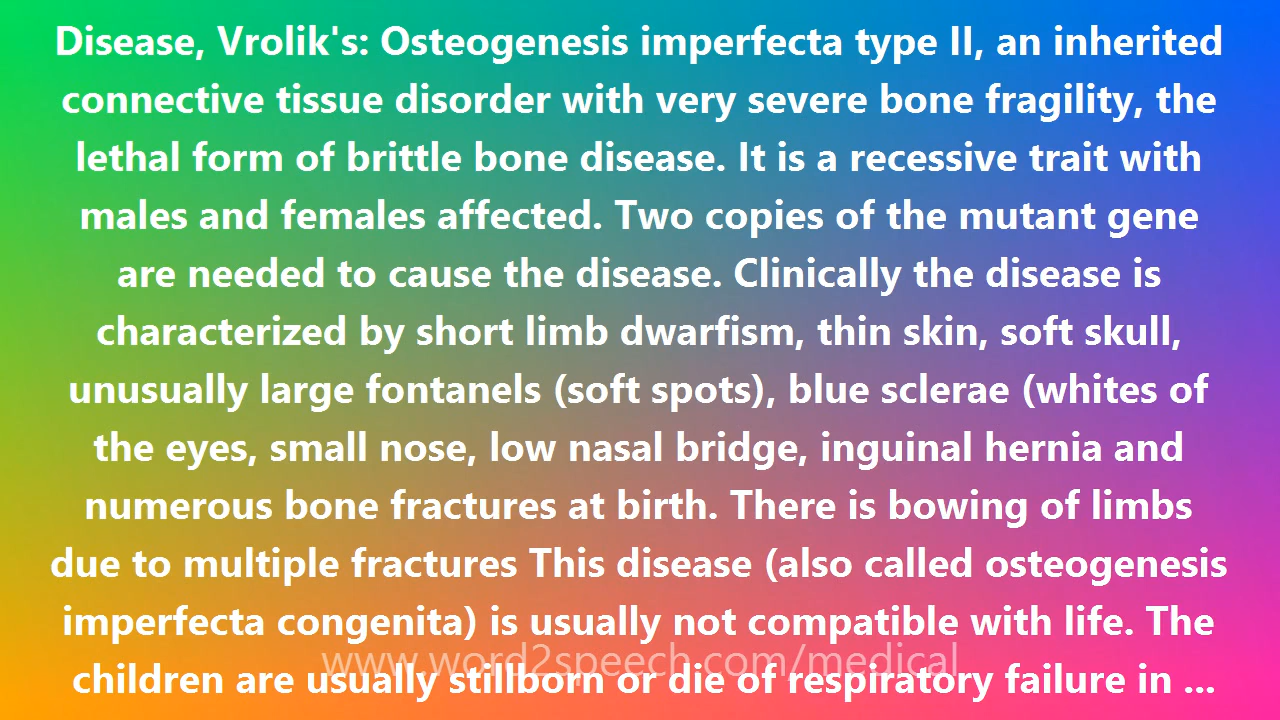 Disease, Vrolik's: Osteogenesis imperfecta type II, an inherited
connective tissue disorder with very severe bone fragility, the
lethal form of brittle bone disease. It is a recessive trait with
males and females affected. Two copies of the mutant gene
are needed to cause the disease. Clinically the disease is
characterized by short limb dwarfism, thin skin, soft skull,
unusually large fontanels (soft spots), blue sclerae (whites of
the eyes, small nose, low nasal bridge, inguinal hernia and
numerous bone fractures at birth. There is bowing of limbs
due to multiple fractures This disease (also called osteogenesis
imperfecta congenita) is usually not compatible with life. The
www.word2speech.com/medical
children are usually stillborn or die of respiratory failure in ...